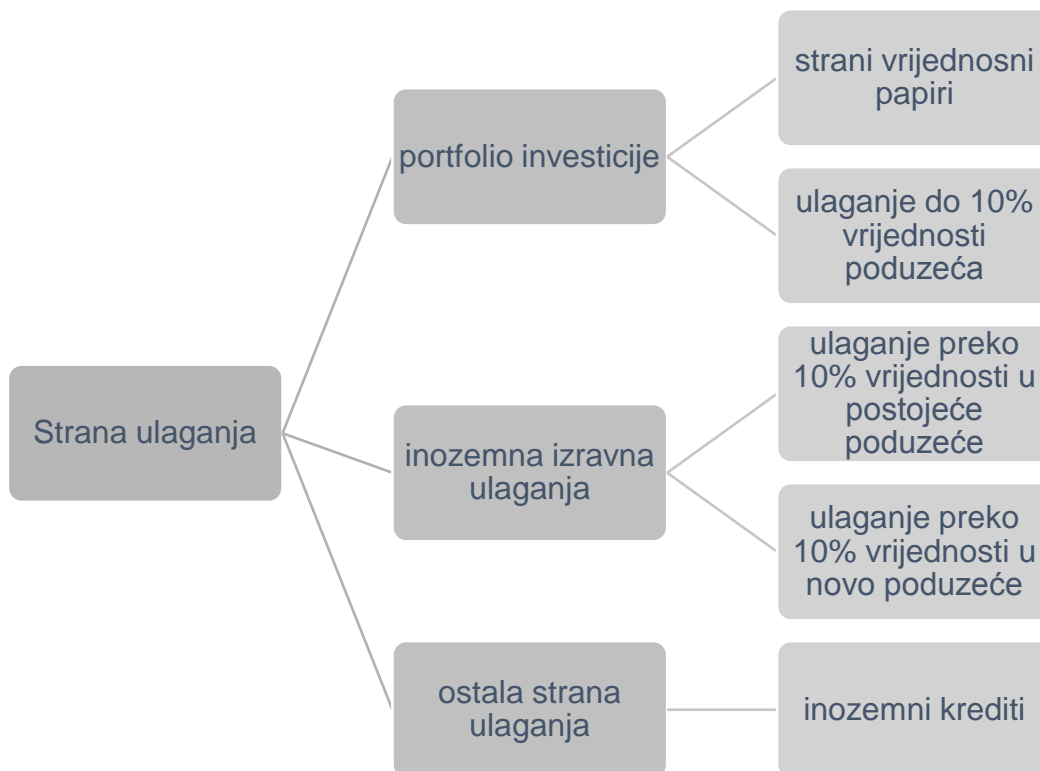 Strana ulaganja
portfolio investicije
strani vrijednosni
papiri
ulaganje do 10%
vrijednosti
poduzeća
inozemna izravna
ulaganja
ulaganje preko
10% vrijednosti u
postojeće
poduzeće
ulaganje preko
10% vrijednosti u
novo poduzeće
ostala strana
ulaganja
inozemni krediti